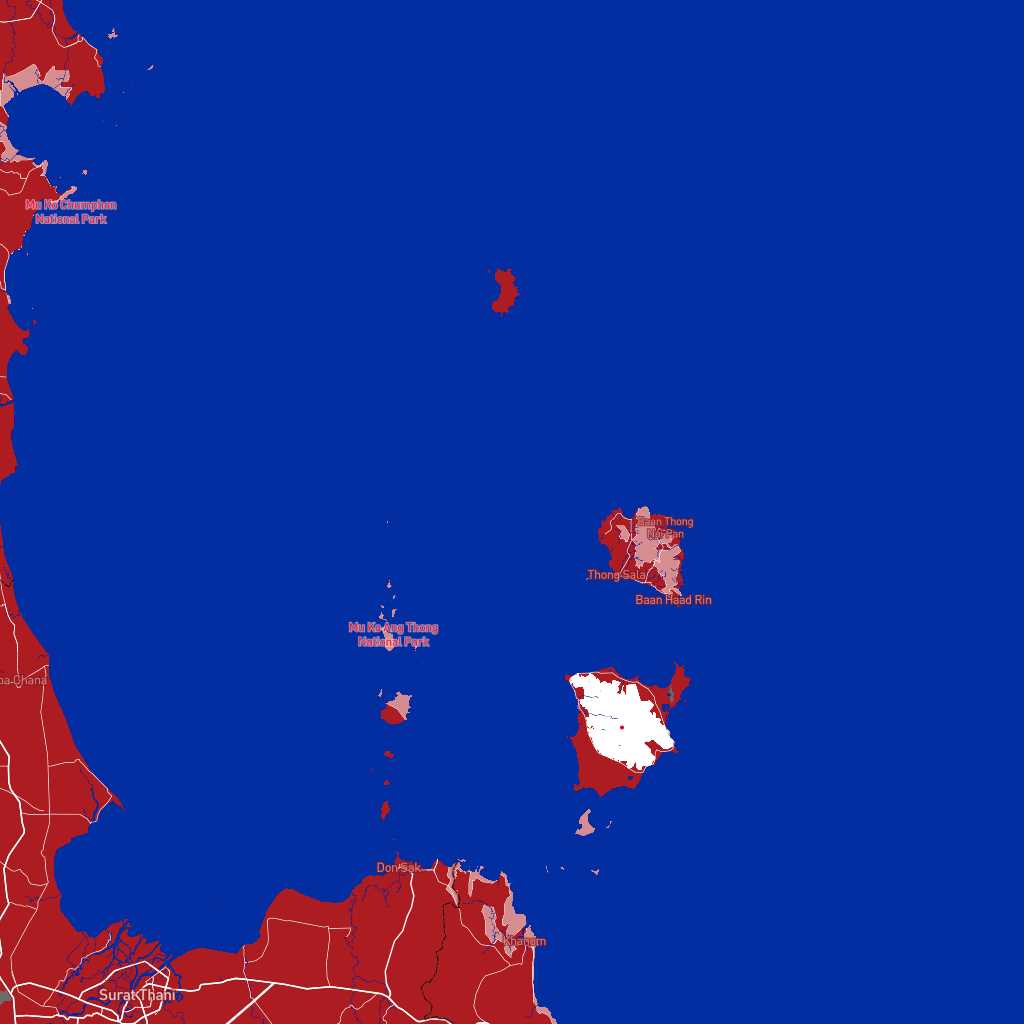 Mu Ko Chumphon
National Park
Baan Thong
Nai Pan
Thong Sala
Baan Haad Rin
Mu Ko Ang Thong
National Park
Chana
Don Sak
Khanom
Surat Thani